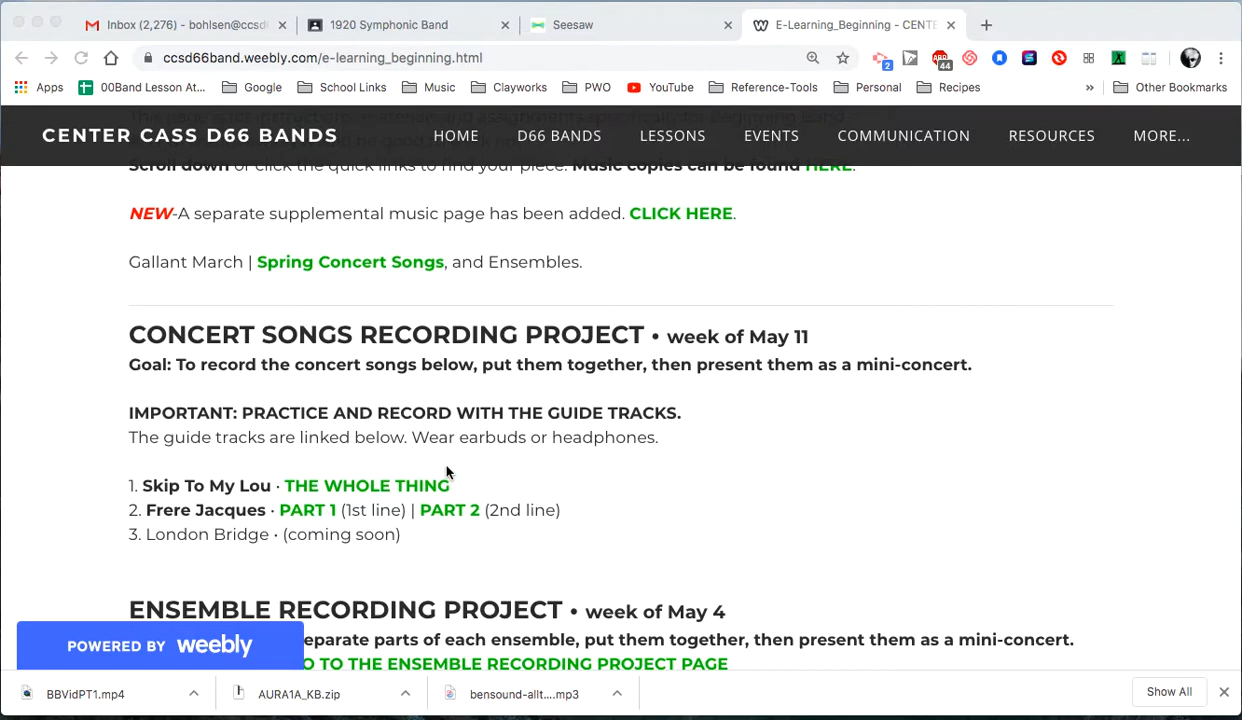 Inbox (2,276) - bohlsen@ccsd
1920 Symphonic Band
Seesaw
E-Learning_Beginning - CENTE
ccsd66band.weebly.com/e-learning_beginning.html
2
44
Apps
00Band Lesson At...
Google
School Links
Music
Clayworks
PWO
YouTube
Reference-Tools
Personal
Recipes
»
Other Bookmarks
CENTER CASS D66 BANDS
HOME
D66 BANDS
LESSONS
EVENTS
COMMUNICATION
RESOURCES
MORE...
Scroll down or click the quick links to find your piece. Music copies can be found HERE.
NEW-A separate supplemental music page has been added. CLICK HERE.
Gallant March | Spring Concert Songs, and Ensembles.
CONCERT SONGS RECORDING PROJECT • week of May 11
Goal: To record the concert songs below, put them together, then present them as a mini-concert.
IMPORTANT: PRACTICE AND RECORD WITH THE GUIDE TRACKS.
The guide tracks are linked below. Wear earbuds or headphones.
1. Skip To My Lou · THE WHOLE THING
2. Frere Jacques · PART 1 (1st line) | PART 2 (2nd line)
3. London Bridge · (coming soon)
ENSEMBLE RECORDING PROJECT • week of May 4
separate parts of each ensemble, put them together, then present them as a mini-concert.
TO THE ENSEMBLE RECORDING PROJECT PAGE
POWERED BY weebly
BBVidPT1.mp4
AURA1A_KB.zip
bensound-allt....mp3
Show All